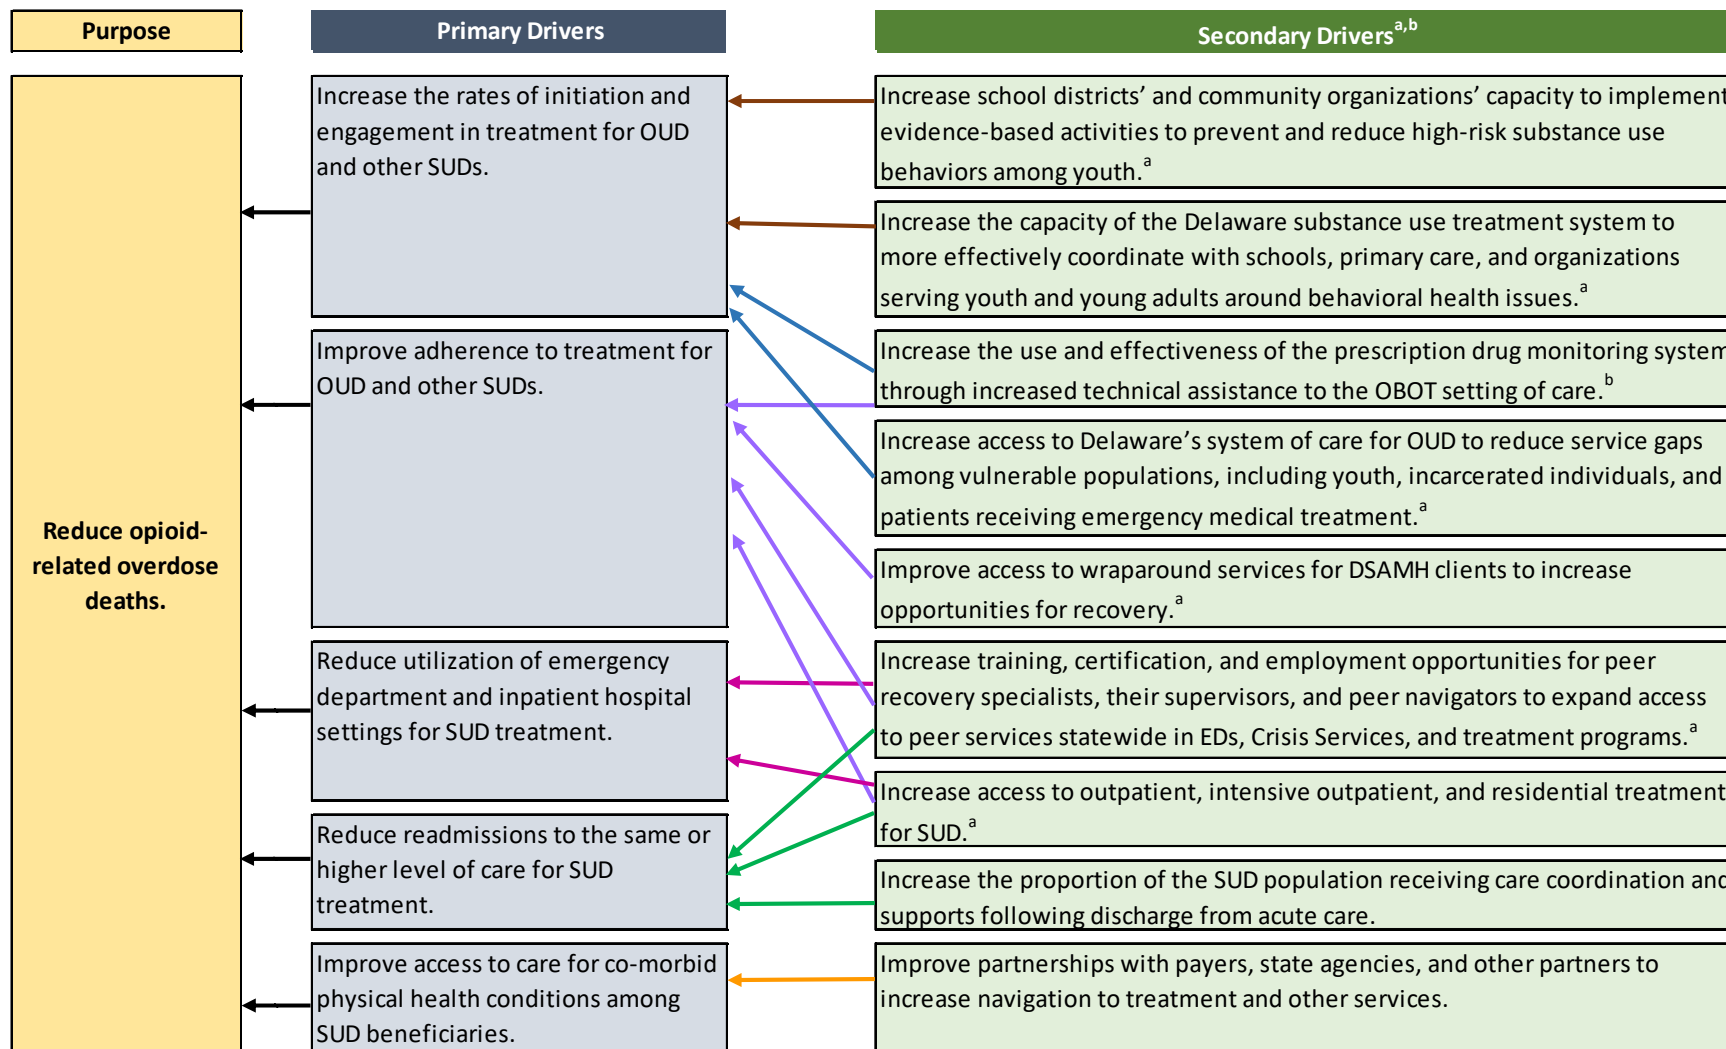 Purpose
Primary Drivers
Secondary Drivers a,b
Reduce opioid-
related overdose
deaths.
Increase the rates of initiation and
engagement in treatment for OUD
and other SUDs.
Improve adherence to treatment for
OUD and other SUDs.
Reduce utilization of emergency
department and inpatient hospital
settings for SUD treatment.
Reduce readmissions to the same or
higher level of care for SUD
treatment.
Improve access to care for co-morbid
physical health conditions among
SUD beneficiaries.
Increase school districts’ and community organizations’ capacity to implement
evidence-based activities to prevent and reduce high-risk substance use
behaviors among youth.a
Increase the capacity of the Delaware substance use treatment system to
more effectively coordinate with schools, primary care, and organizations
serving youth and young adults around behavioral health issues.a
Increase the use and effectiveness of the prescription drug monitoring system
through increased technical assistance to the OBOT setting of care.b
Increase access to Delaware’s system of care for OUD to reduce service gaps
among vulnerable populations, including youth, incarcerated individuals, and
patients receiving emergency medical treatment.a
Improve access to wraparound services for DSAMH clients to increase
opportunities for recovery.a
Increase training, certification, and employment opportunities for peer
recovery specialists, their supervisors, and peer navigators to expand access
to peer services statewide in EDs, Crisis Services, and treatment programs.a
Increase access to outpatient, intensive outpatient, and residential treatment
for SUD.a
Increase the proportion of the SUD population receiving care coordination and
supports following discharge from acute care.
Improve partnerships with payers, state agencies, and other partners to
increase navigation to treatment and other services.